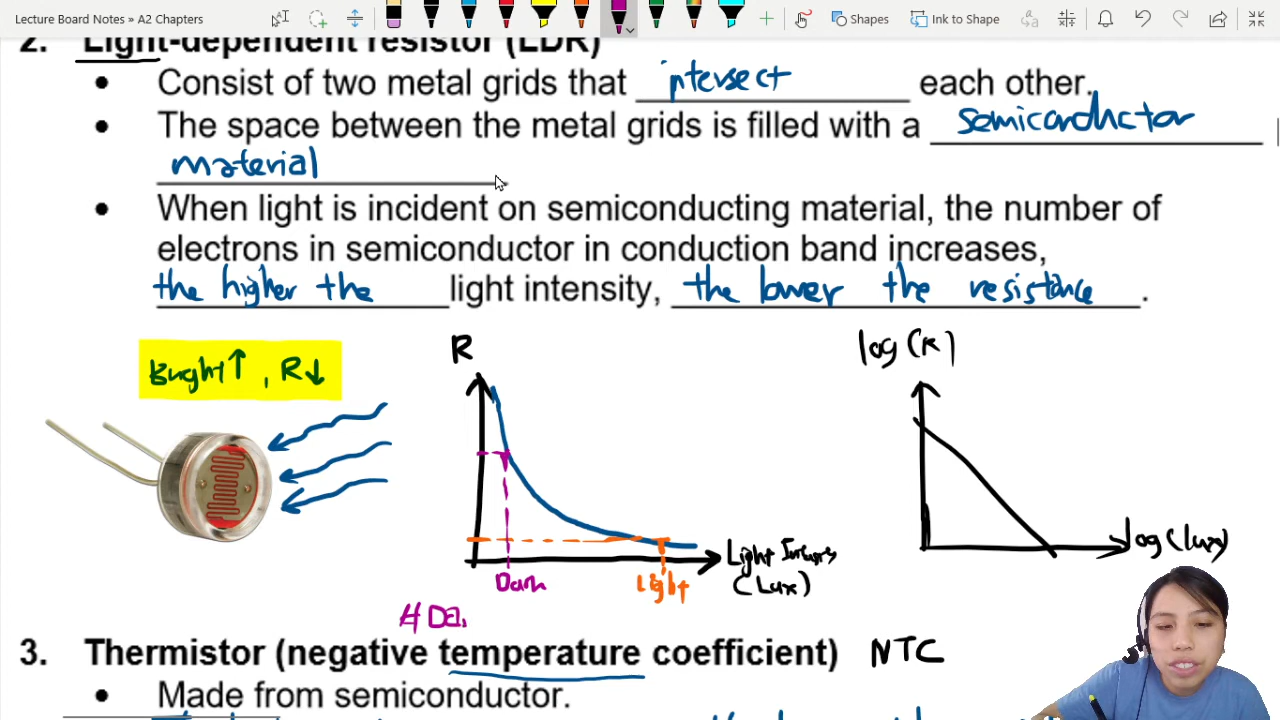 Lecture Board Notes » A2 Chapters
Shapes
Ink to Shape
2. Light-dependent resistor (LDR)
• Consist of two metal grids that intersect each other.
• The space between the metal grids is filled with a semiconductor
material
• When light is incident on semiconducting material, the number of
electrons in semiconductor in conduction band increases,
the higher the light intensity, the lower the resistance.
Bright↑, R↓
R
Light
(Lux)
Dark
Light
log (R)
log (lux)
#Da.
3. Thermistor (negative temperature coefficient) NTC
• Made from semiconductor.